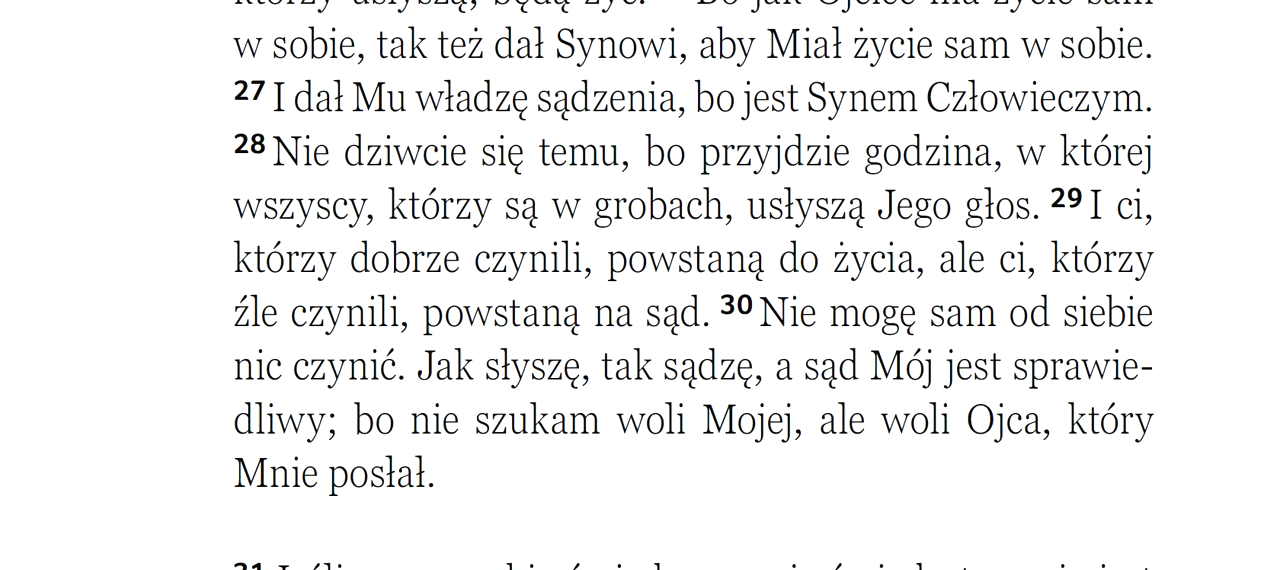 w sobie, tak też dał Synowi, aby Miał życie sam w sobie.
27 I dał Mu władzę sądzenia, bo jest Synem Człowieczym.
28 Nie dziwcie się temu, bo przyjdzie godzina, w której
wszyscy, którzy są w grobach, usłyszą Jego głos. 29 I ci,
którzy dobrze czynili, powstaną do życia, ale ci, którzy
źle czynili, powstaną na sąd. 30 Nie mogę sam od siebie
nic czynić. Jak słyszę, tak sądzę, a sąd Mój jest sprawie-
dliwy; bo nie szukam woli Mojej, ale woli Ojca, który
Mnie posłał.